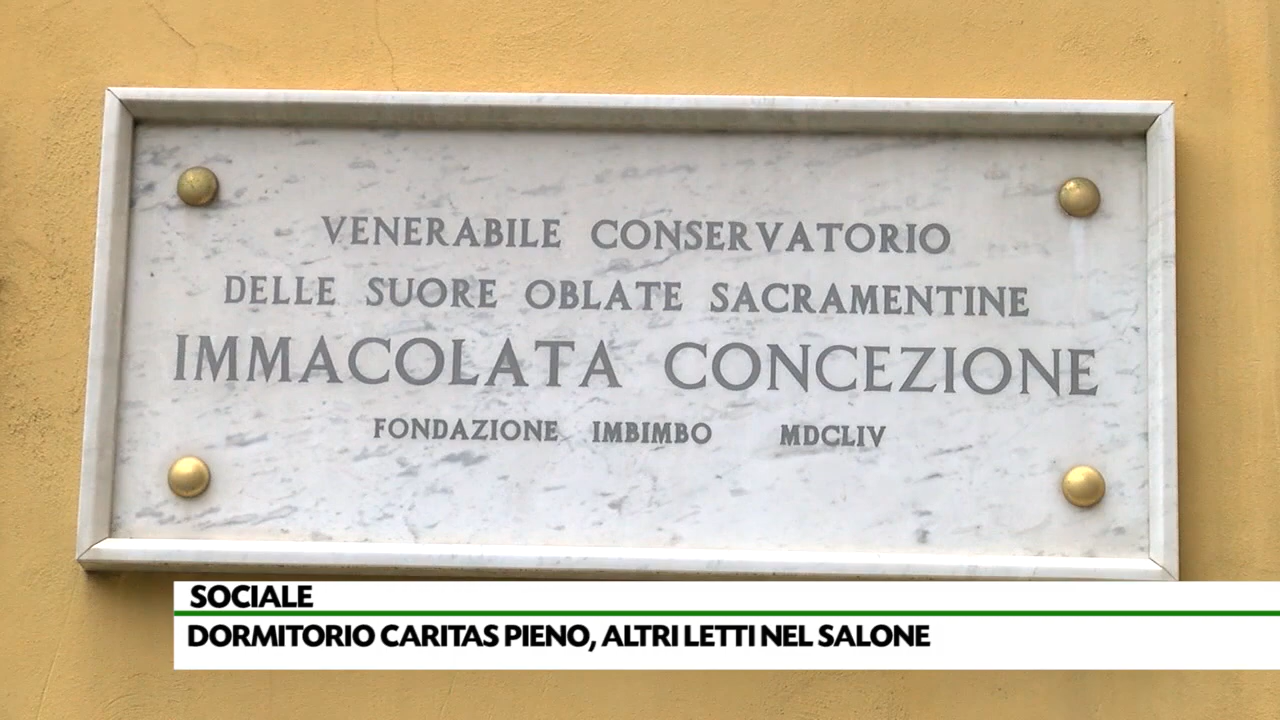 VENERABILE CONSERVATORIO
DELLE SUORE OBLATE SACRAMENTINE
IMMACOLATA CONCEZIONE
FONDAZIONE IMBIMBO MDCLIV
SOCIALE
DORMITORIO CARITAS PIENO, ALTRI LETTI NEL SALONE